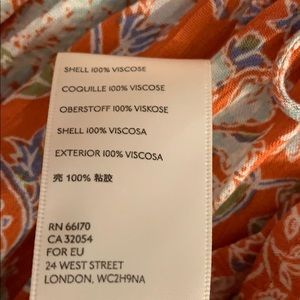 SHELL 100% VISCOSE
COQUILLE 100% VISCOSE
OBERSTOFF 100% VISKOSE
SHELL 100% VISCOSA
EXTERIOR 100% VISCOSA
壳 100% 粘胶
RN 66170
CA 32054
FOR EU
24 WEST STREET
LONDON, WC2H9NA